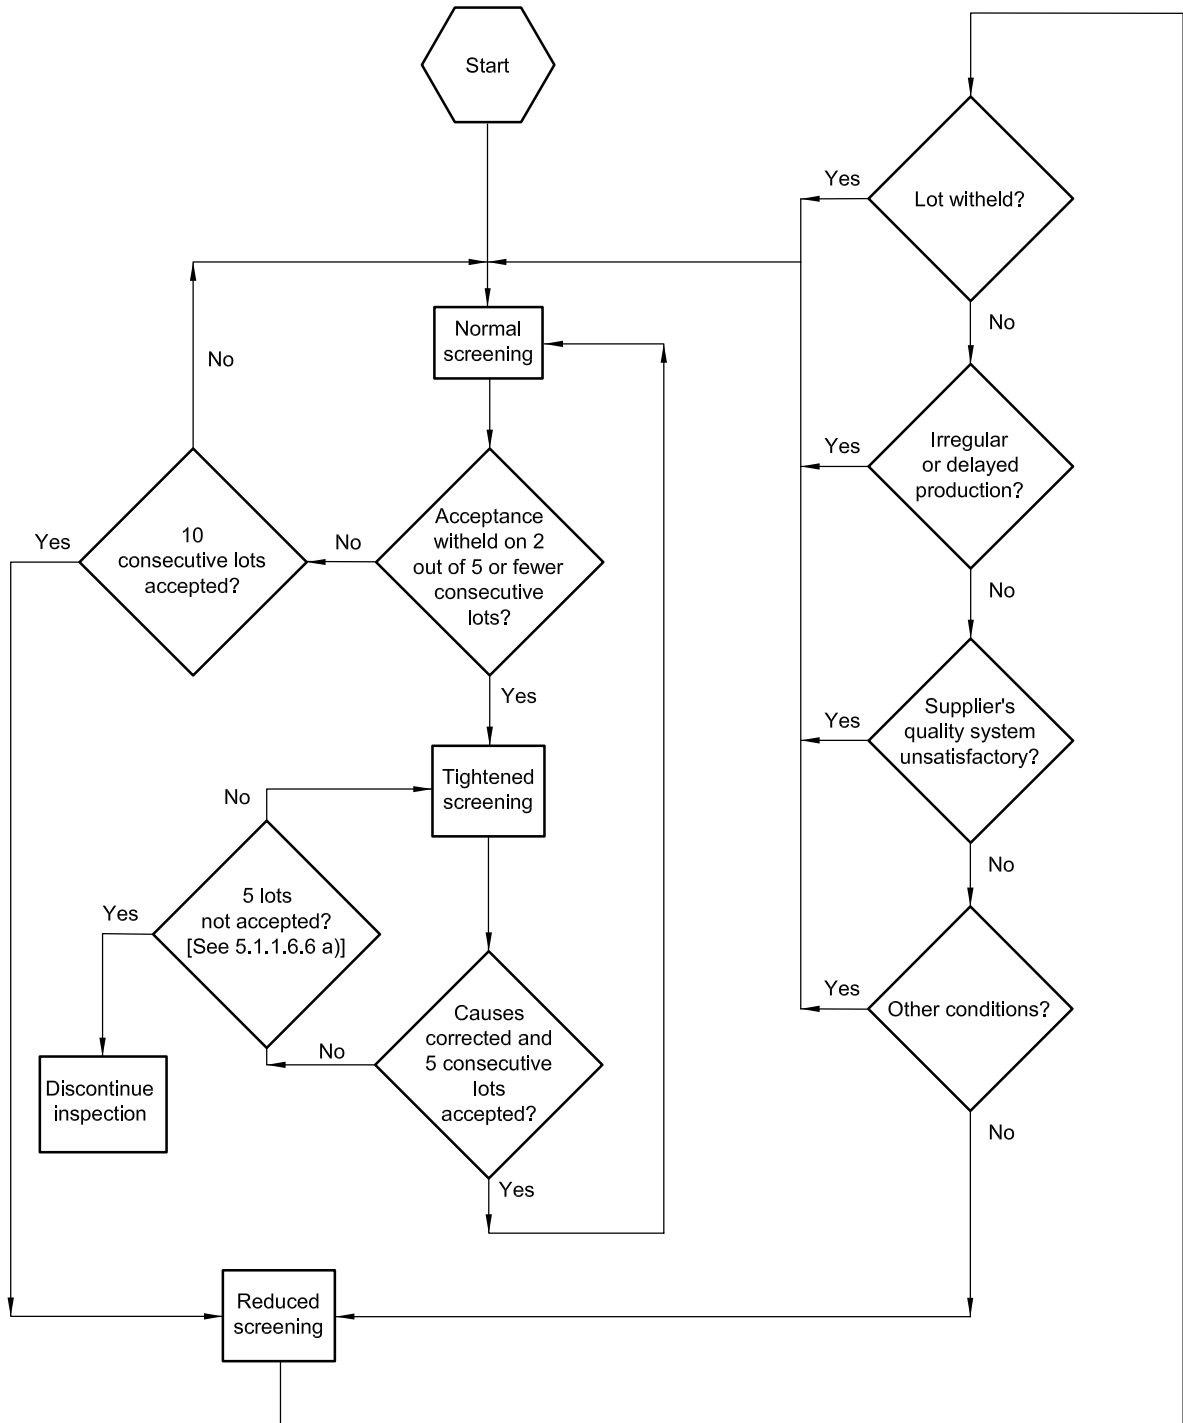 Start
Yes
Lot witheld?
No
Normal
screening
No
Yes
Irregular
or delayed
production?
No
Yes
10
consecutive lots
accepted?
No
Acceptance
witheld on 2
out of 5 or fewer
consecutive
lots?
Yes
Yes
Supplier's
quality system
unsatisfactory?
No
Tightened
screening
No
Yes
5 lots
not accepted?
[See 5.1.1.6.6 a)]
No
Causes
corrected and
5 consecutive
lots
accepted?
Yes
Yes
Other conditions?
No
Discontinue
inspection
Reduced
screening